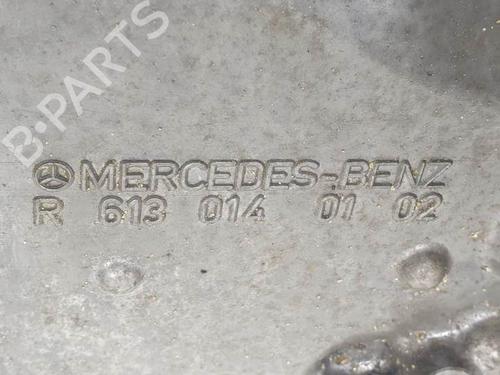 B-PARTS
MERCEDES-BENZ
R 613 014 01 02